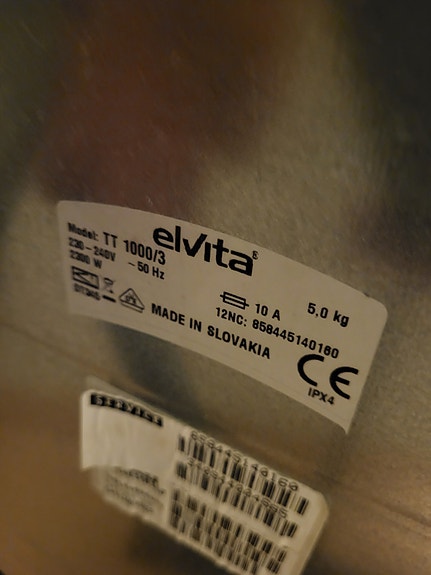 elvita®
Model: TT 1000/3
230-240V ~ 50 Hz
2300 W
10 A 5,0 kg
12NC: 858445140160
MADE IN SLOVAKIA
CE
IPX4
SERVICE
858445140160